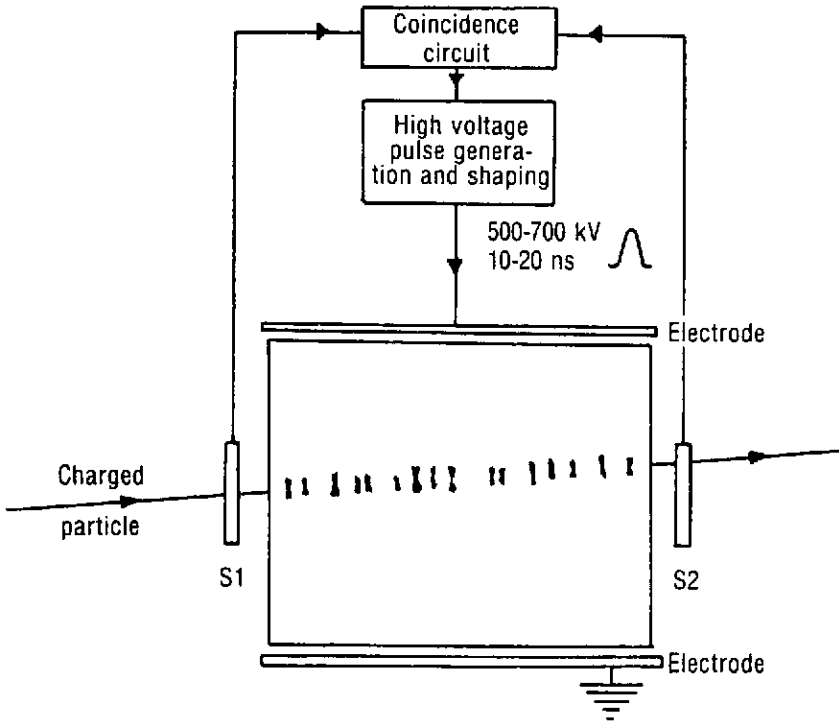 Coincidence
circuit
High voltage
pulse genera-
tion and shaping
500-700 kV
10-20 ns
Electrode
Charged
particle
S1
S2
Electrode